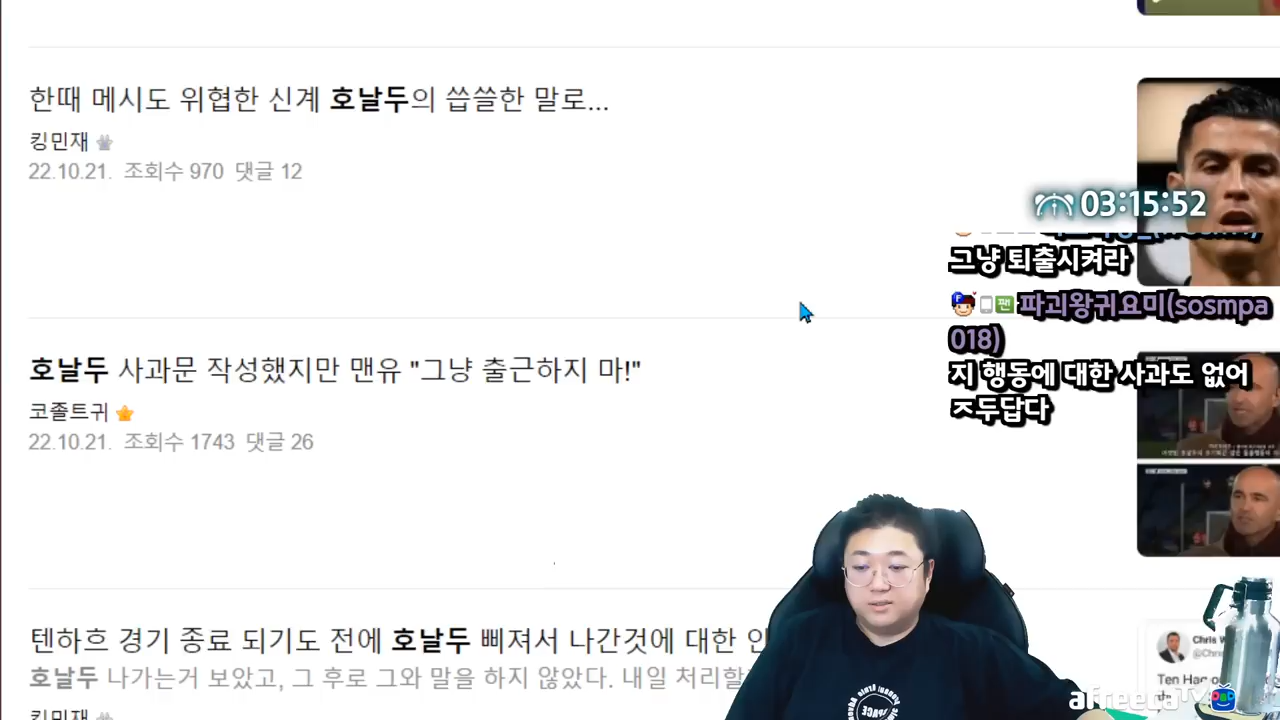 한때 메시도 위협한 신계 호날두의 씁쓸한 말로...
킹민재
22.10.21. 조회수 970 댓글 12
03:15:52
그냥 퇴출시켜라
팬 파괴왕귀요미(sosmpa
018)
지 행동에 대한 사과도 없어
ㅈ두답다
호날두 사과문 작성했지만 맨유 "그냥 출근하지 마!"
코졸트귀
22.10.21. 조회수 1743 댓글 26
텐하흐 경기 종료 되기도 전에 호날두 삐져서 나간것에 대한
호날두 나가는거 보았고, 그 후로 그와 말을 하지 않았다. 내일 처리할
킹민재
Chris W
@Chri
Ten Hag
PEACE
afreecaTV